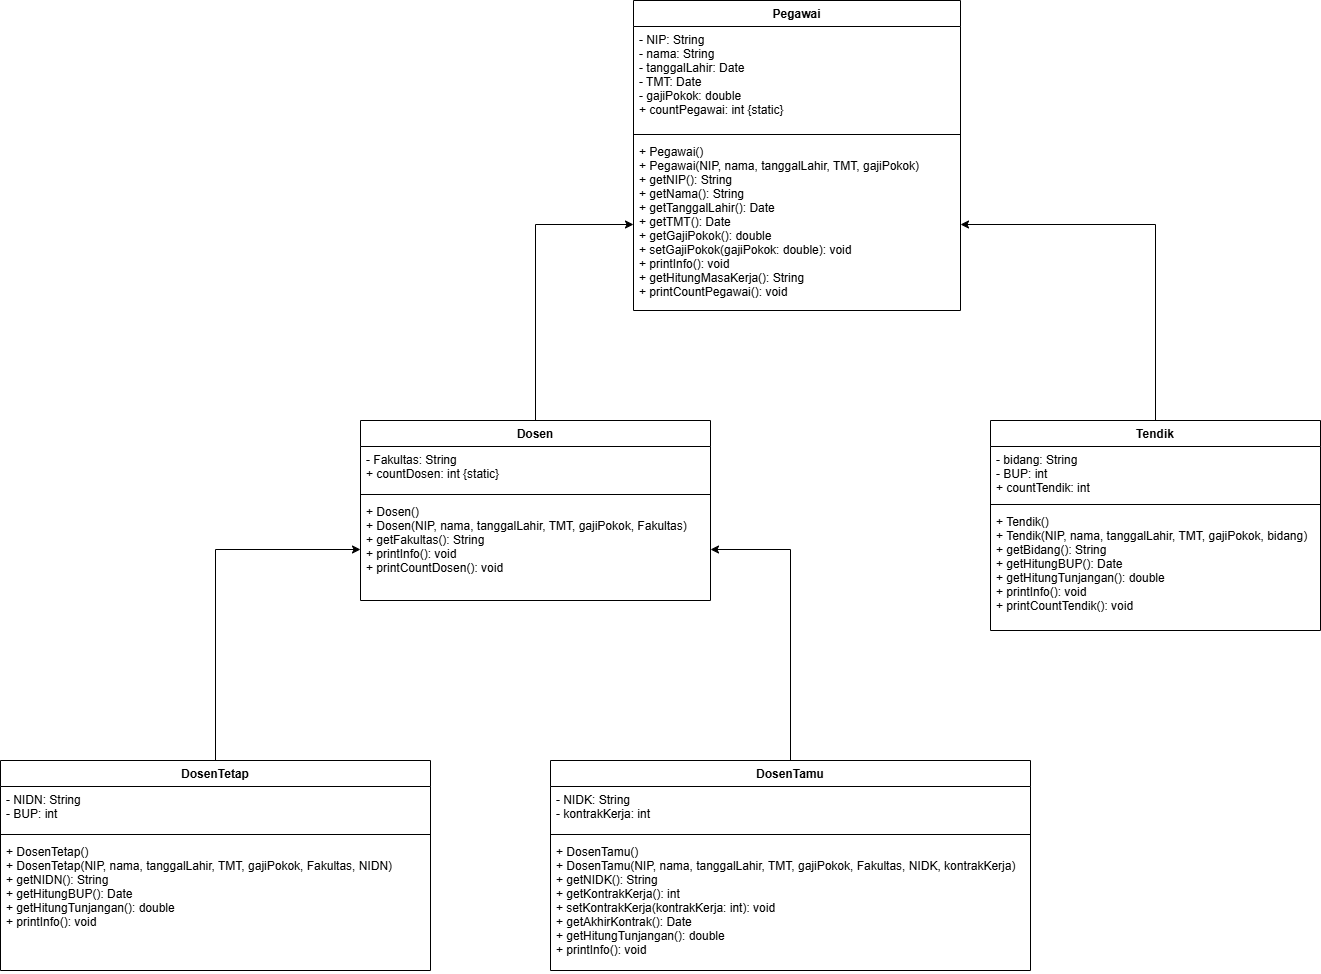 Pegawai
- NIP: String
- nama: String
- tanggalLahir: Date
- TMT: Date
- gajiPokok: double
+ countPegawai: int {static}
+ Pegawai()
+ Pegawai(NIP, nama, tanggalLahir, TMT, gajiPokok)
+ getNIP(): String
+ getNama(): String
+ getTanggalLahir(): Date
+ getTMT(): Date
+ getGajiPokok(): double
+ setGajiPokok(gajiPokok: double): void
+ printInfo(): void
+ getHitungMasaKerja(): String
+ printCountPegawai(): void
Dosen
- Fakultas: String
+ countDosen: int {static}
+ Dosen()
+ Dosen(NIP, nama, tanggalLahir, TMT, gajiPokok, Fakultas)
+ getFakultas(): String
+ printInfo(): void
+ printCountDosen(): void
Tendik
- bidang: String
- BUP: int
+ countTendik: int
+ Tendik()
+ Tendik(NIP, nama, tanggalLahir, TMT, gajiPokok, bidang)
+ getBidang(): String
+ getHitungBUP(): Date
+ getHitungTunjangan(): double
+ printInfo(): void
+ printCountTendik(): void
DosenTetap
- NIDN: String
- BUP: int
+ DosenTetap()
+ DosenTetap(NIP, nama, tanggalLahir, TMT, gajiPokok, Fakultas, NIDN)
+ getNIDN(): String
+ getHitungBUP(): Date
+ getHitungTunjangan(): double
+ printInfo(): void
DosenTamu
- NIDK: String
- kontrakKerja: int
+ DosenTamu()
+ DosenTamu(NIP, nama, tanggalLahir, TMT, gajiPokok, Fakultas, NIDK, kontrakKerja)
+ getNIDK(): String
+ getKontrakKerja(): int
+ setKontrakKerja(kontrakKerja: int): void
+ getAkhirKontrak(): Date
+ getHitungTunjangan(): double
+ printInfo(): void